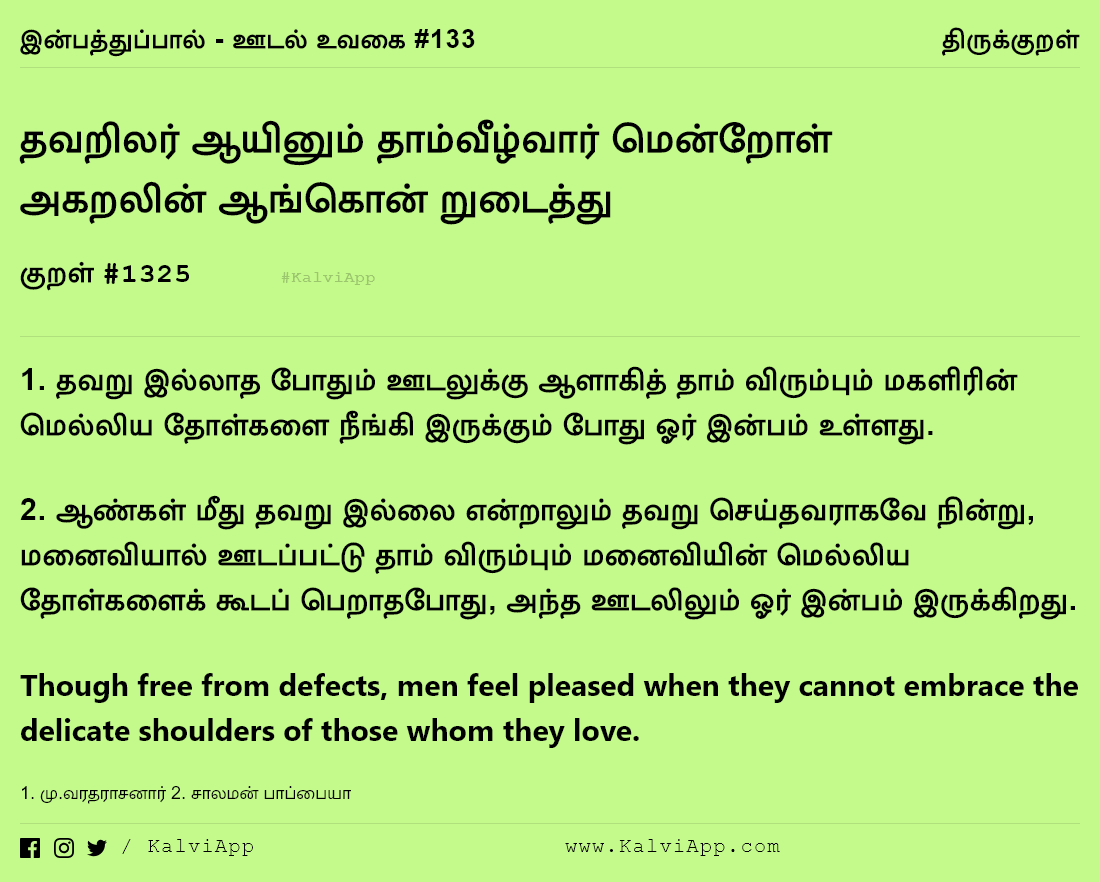 இன்பத்துப்பால் - ஊடல் உவகை #133
திருக்குறள்
தவறிலர் ஆயினும் தாம்வீழ்வார் மென்றோள்
அகறலின் ஆங்கொன் றுடைத்து
குறள் #1325
#KalviApp
1. தவறு இல்லாத போதும் ஊடலுக்கு ஆளாகித் தாம் விரும்பும் மகளிரின்
மெல்லிய தோள்களை நீங்கி இருக்கும் போது ஓர் இன்பம் உள்ளது.
2. ஆண்கள் மீது தவறு இல்லை என்றாலும் தவறு செய்தவராகவே நின்று,
மனைவியால் ஊடப்பட்டு தாம் விரும்பும் மனைவியின் மெல்லிய
தோள்களைக் கூடப் பெறாதபோது, அந்த ஊடலிலும் ஓர் இன்பம் இருக்கிறது.
Though free from defects, men feel pleased when they cannot embrace the
delicate shoulders of those whom they love.
1. மு.வரதராசனார் 2. சாலமன் பாப்பையா
/ KalviApp
www.KalviApp.com